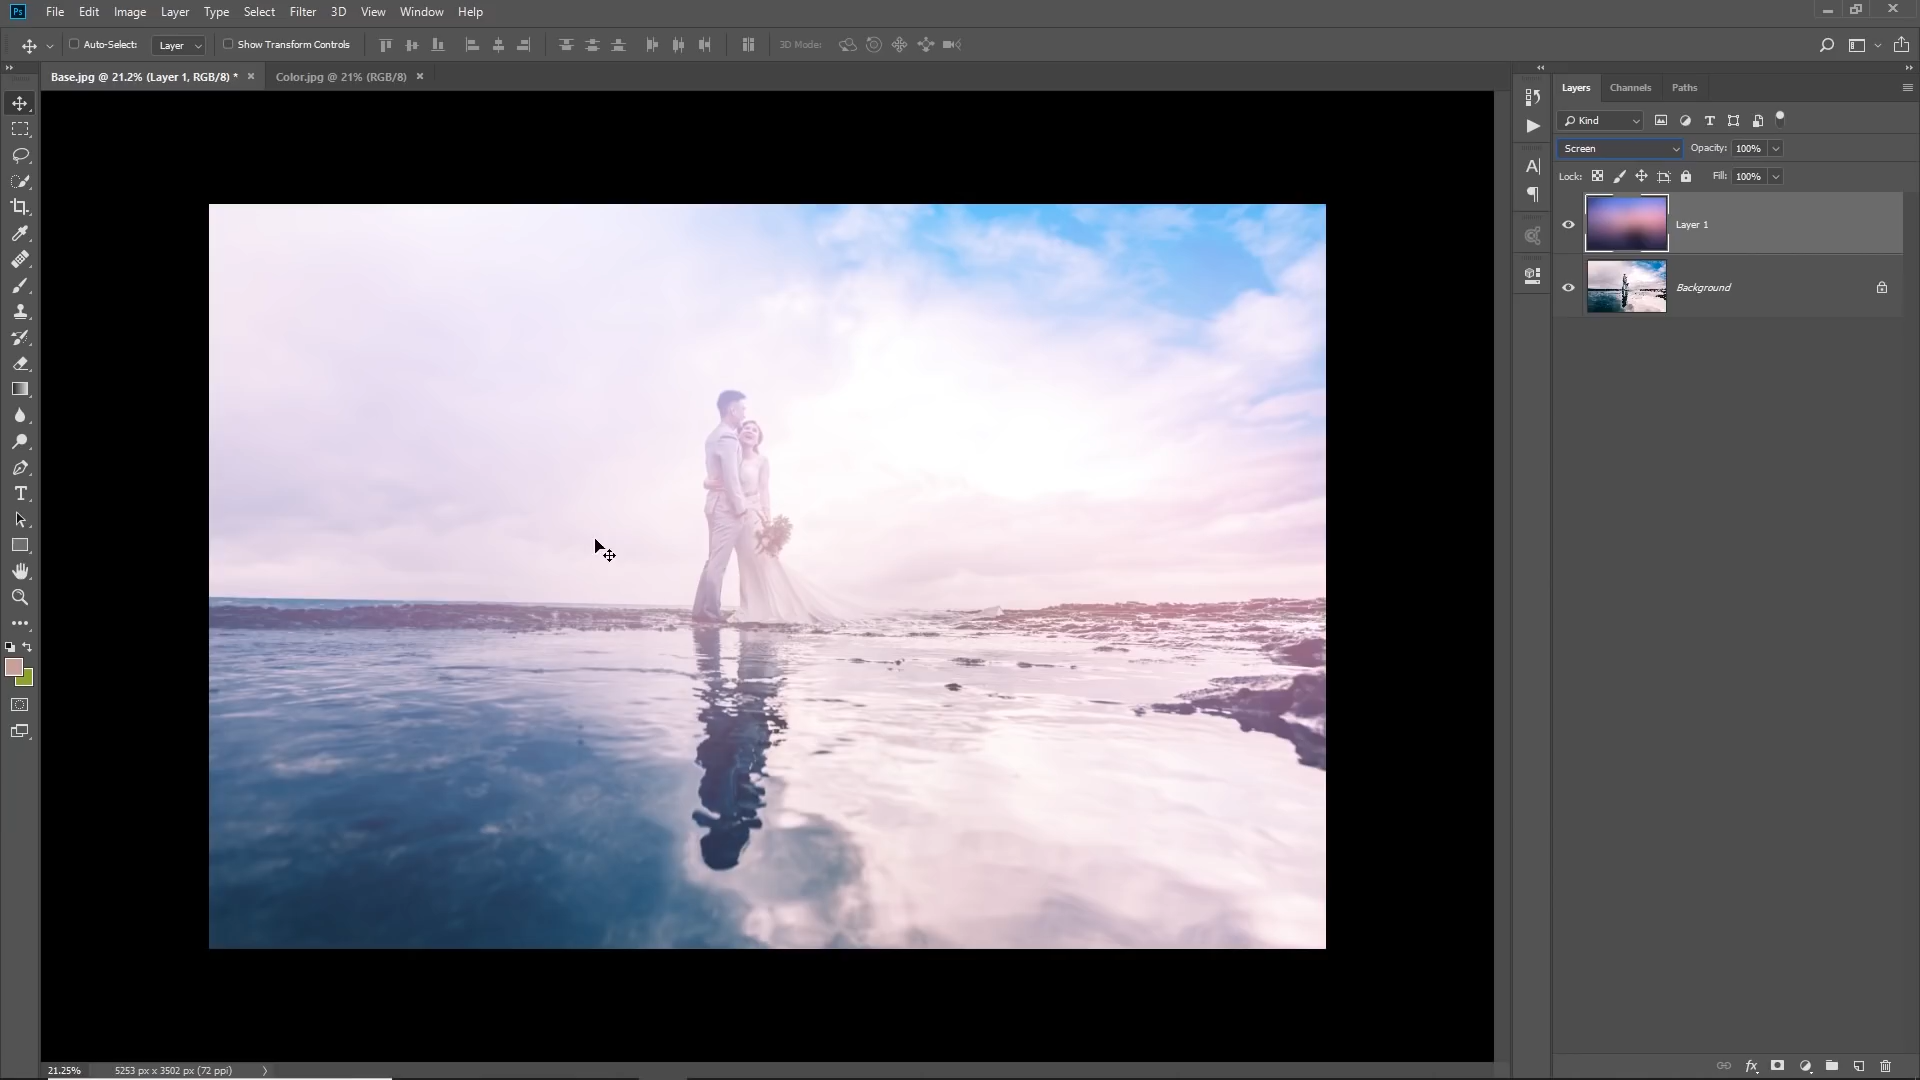 Ps File Edit Image Layer Type Select Filter 3D View Window Help
Auto-Select: Layer Show Transform Controls 3D Mode:
Base.jpg @ 21.2% (Layer 1, RGB/8) * × Color.jpg @ 21% (RGB/8) ×
Layers Channels Paths
Kind
Screen Opacity: 100%
Lock: Fill: 100%
Layer 1
Background
21.25% 5253 px x 3502 px (72 ppi)